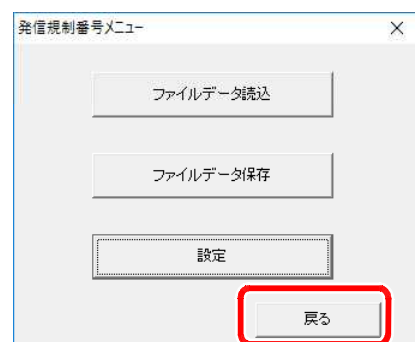 発信規制番号メニュー
ファイルデータ読込
ファイルデータ保存
設定
戻る